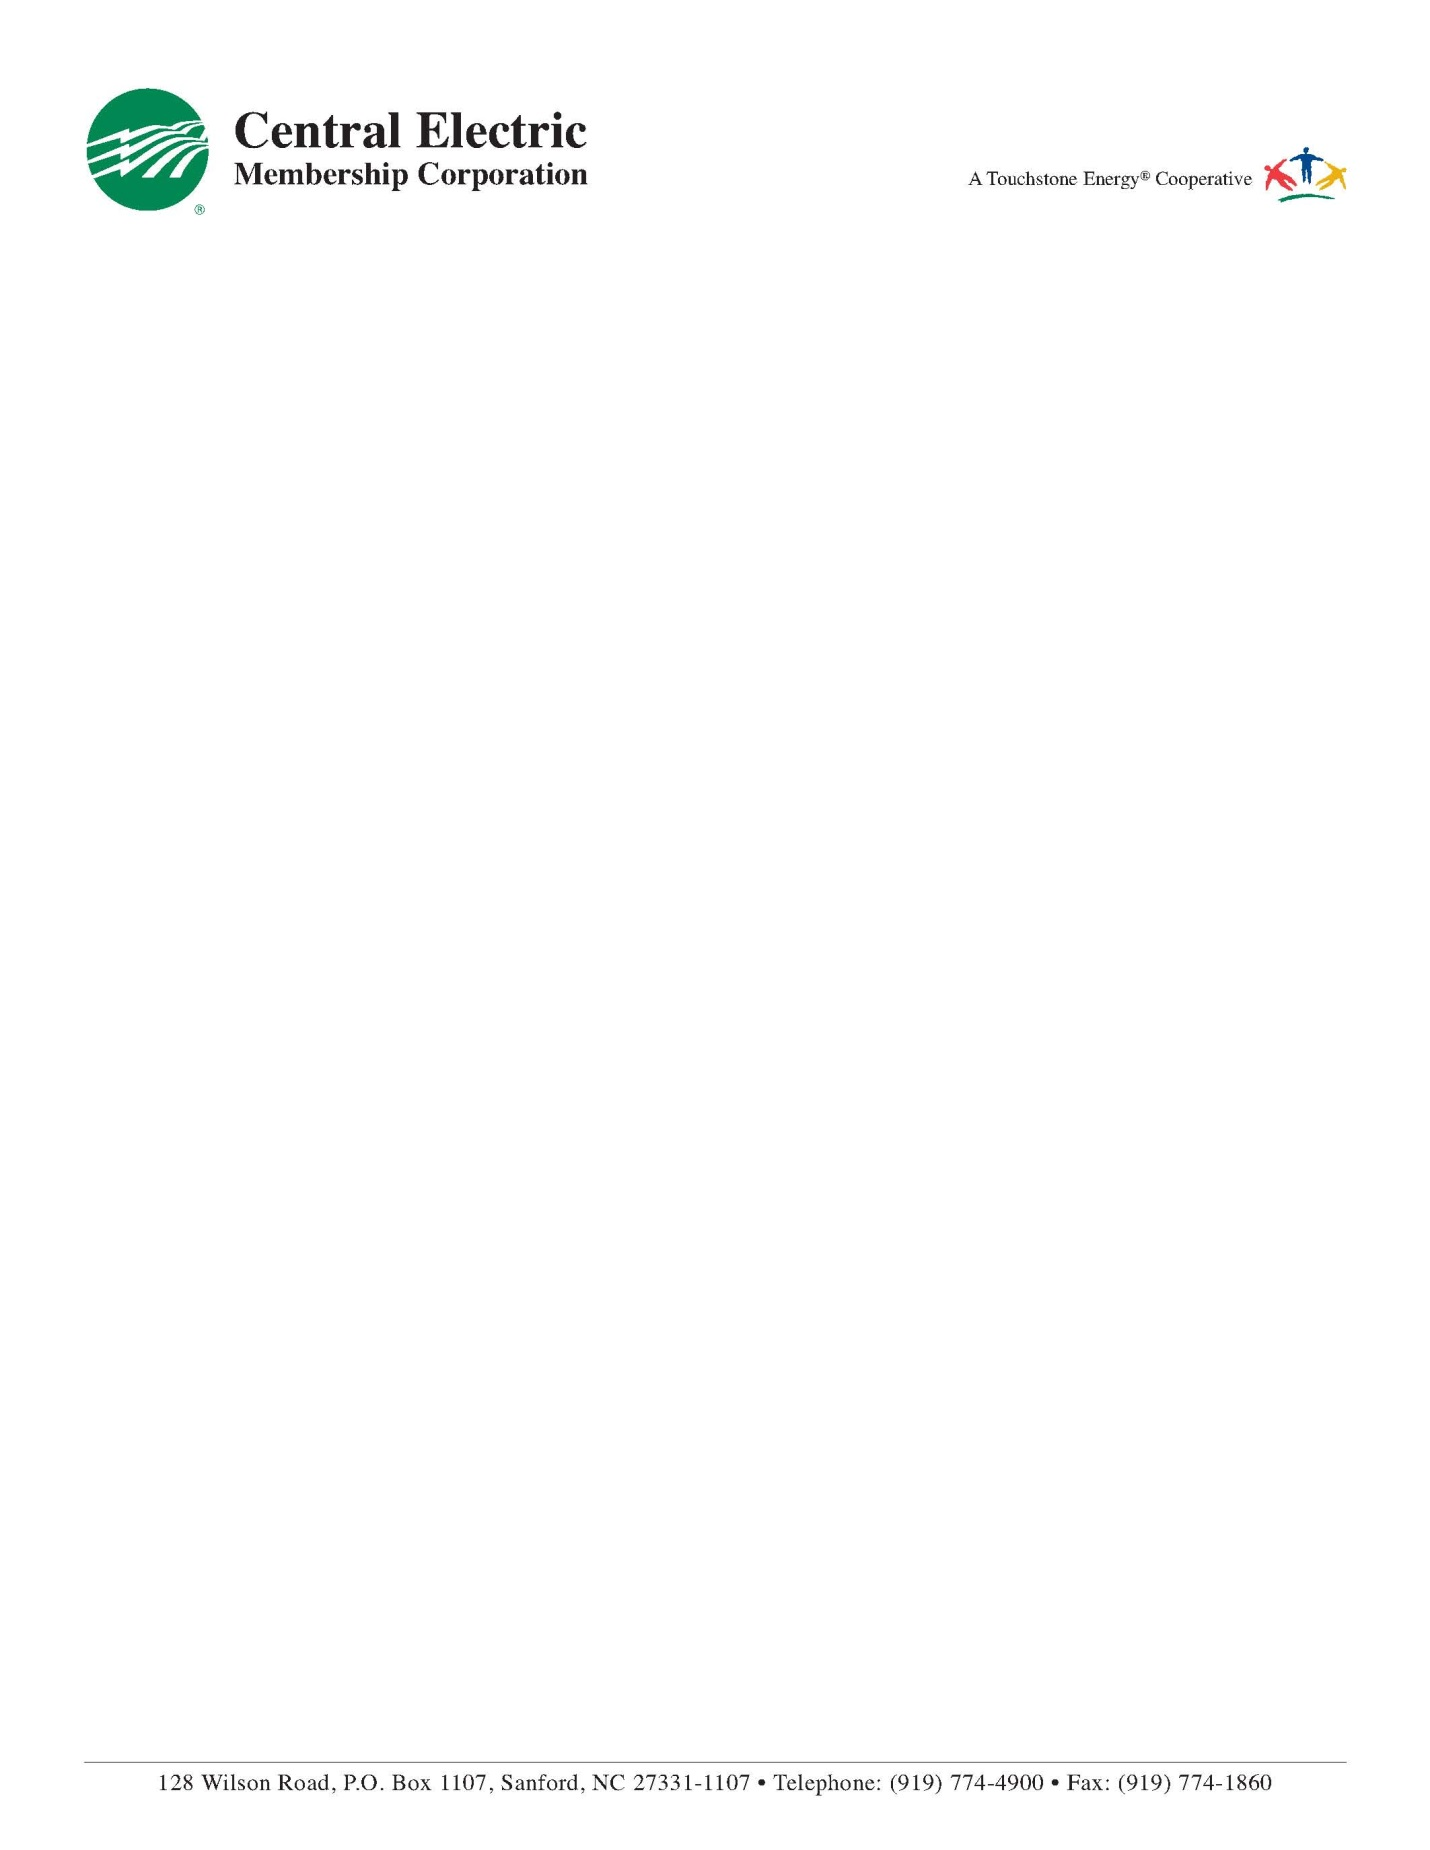 Central Electric
Membership Corporation
A Touchstone Energy® Cooperative
®
128 Wilson Road, P.O. Box 1107, Sanford, NC 27331-1107 • Telephone: (919) 774-4900 • Fax: (919) 774-1860